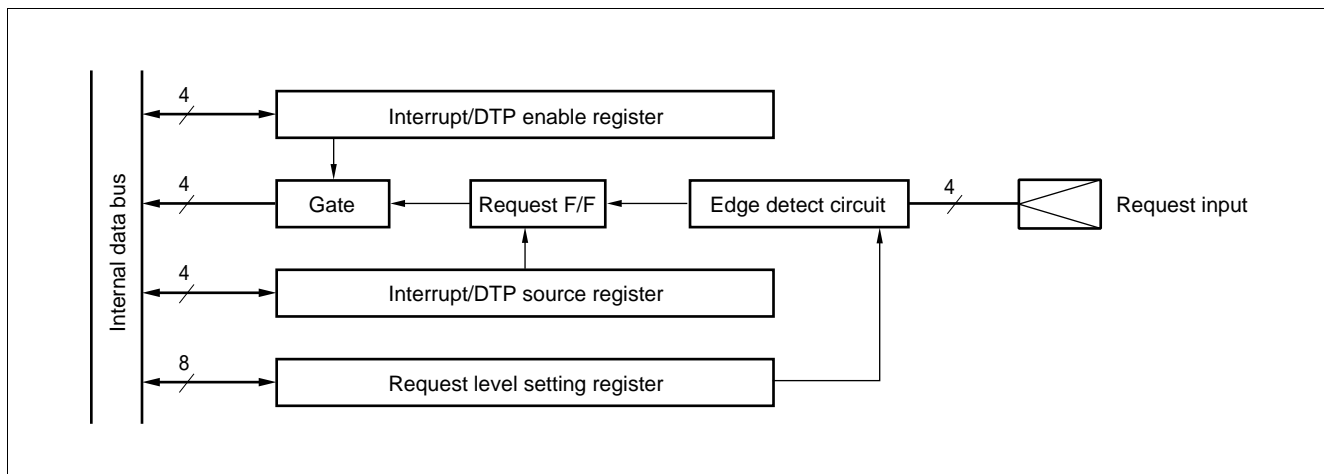 4
Interrupt/DTP enable register
Internal data bus
4
Gate
Request F/F
Edge detect circuit
4
Request input
4
Interrupt/DTP source register
8
Request level setting register